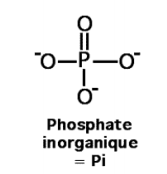 O
-O-P-O-
O-
Phosphate
inorganique
= Pi